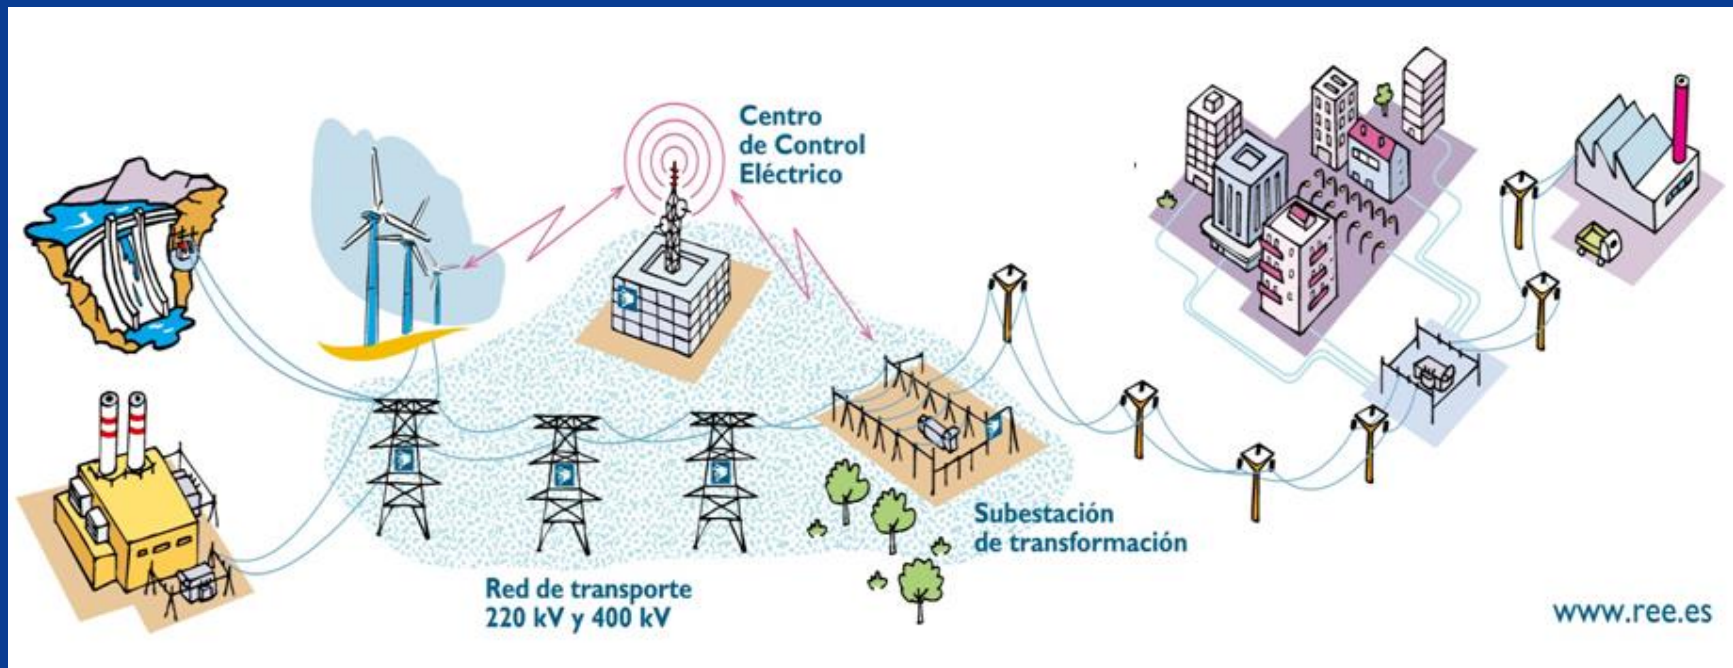 Centro
de Control
Eléctrico
Subestación
de transformación
Red de transporte
220 kV y 400 kV
www.ree.es